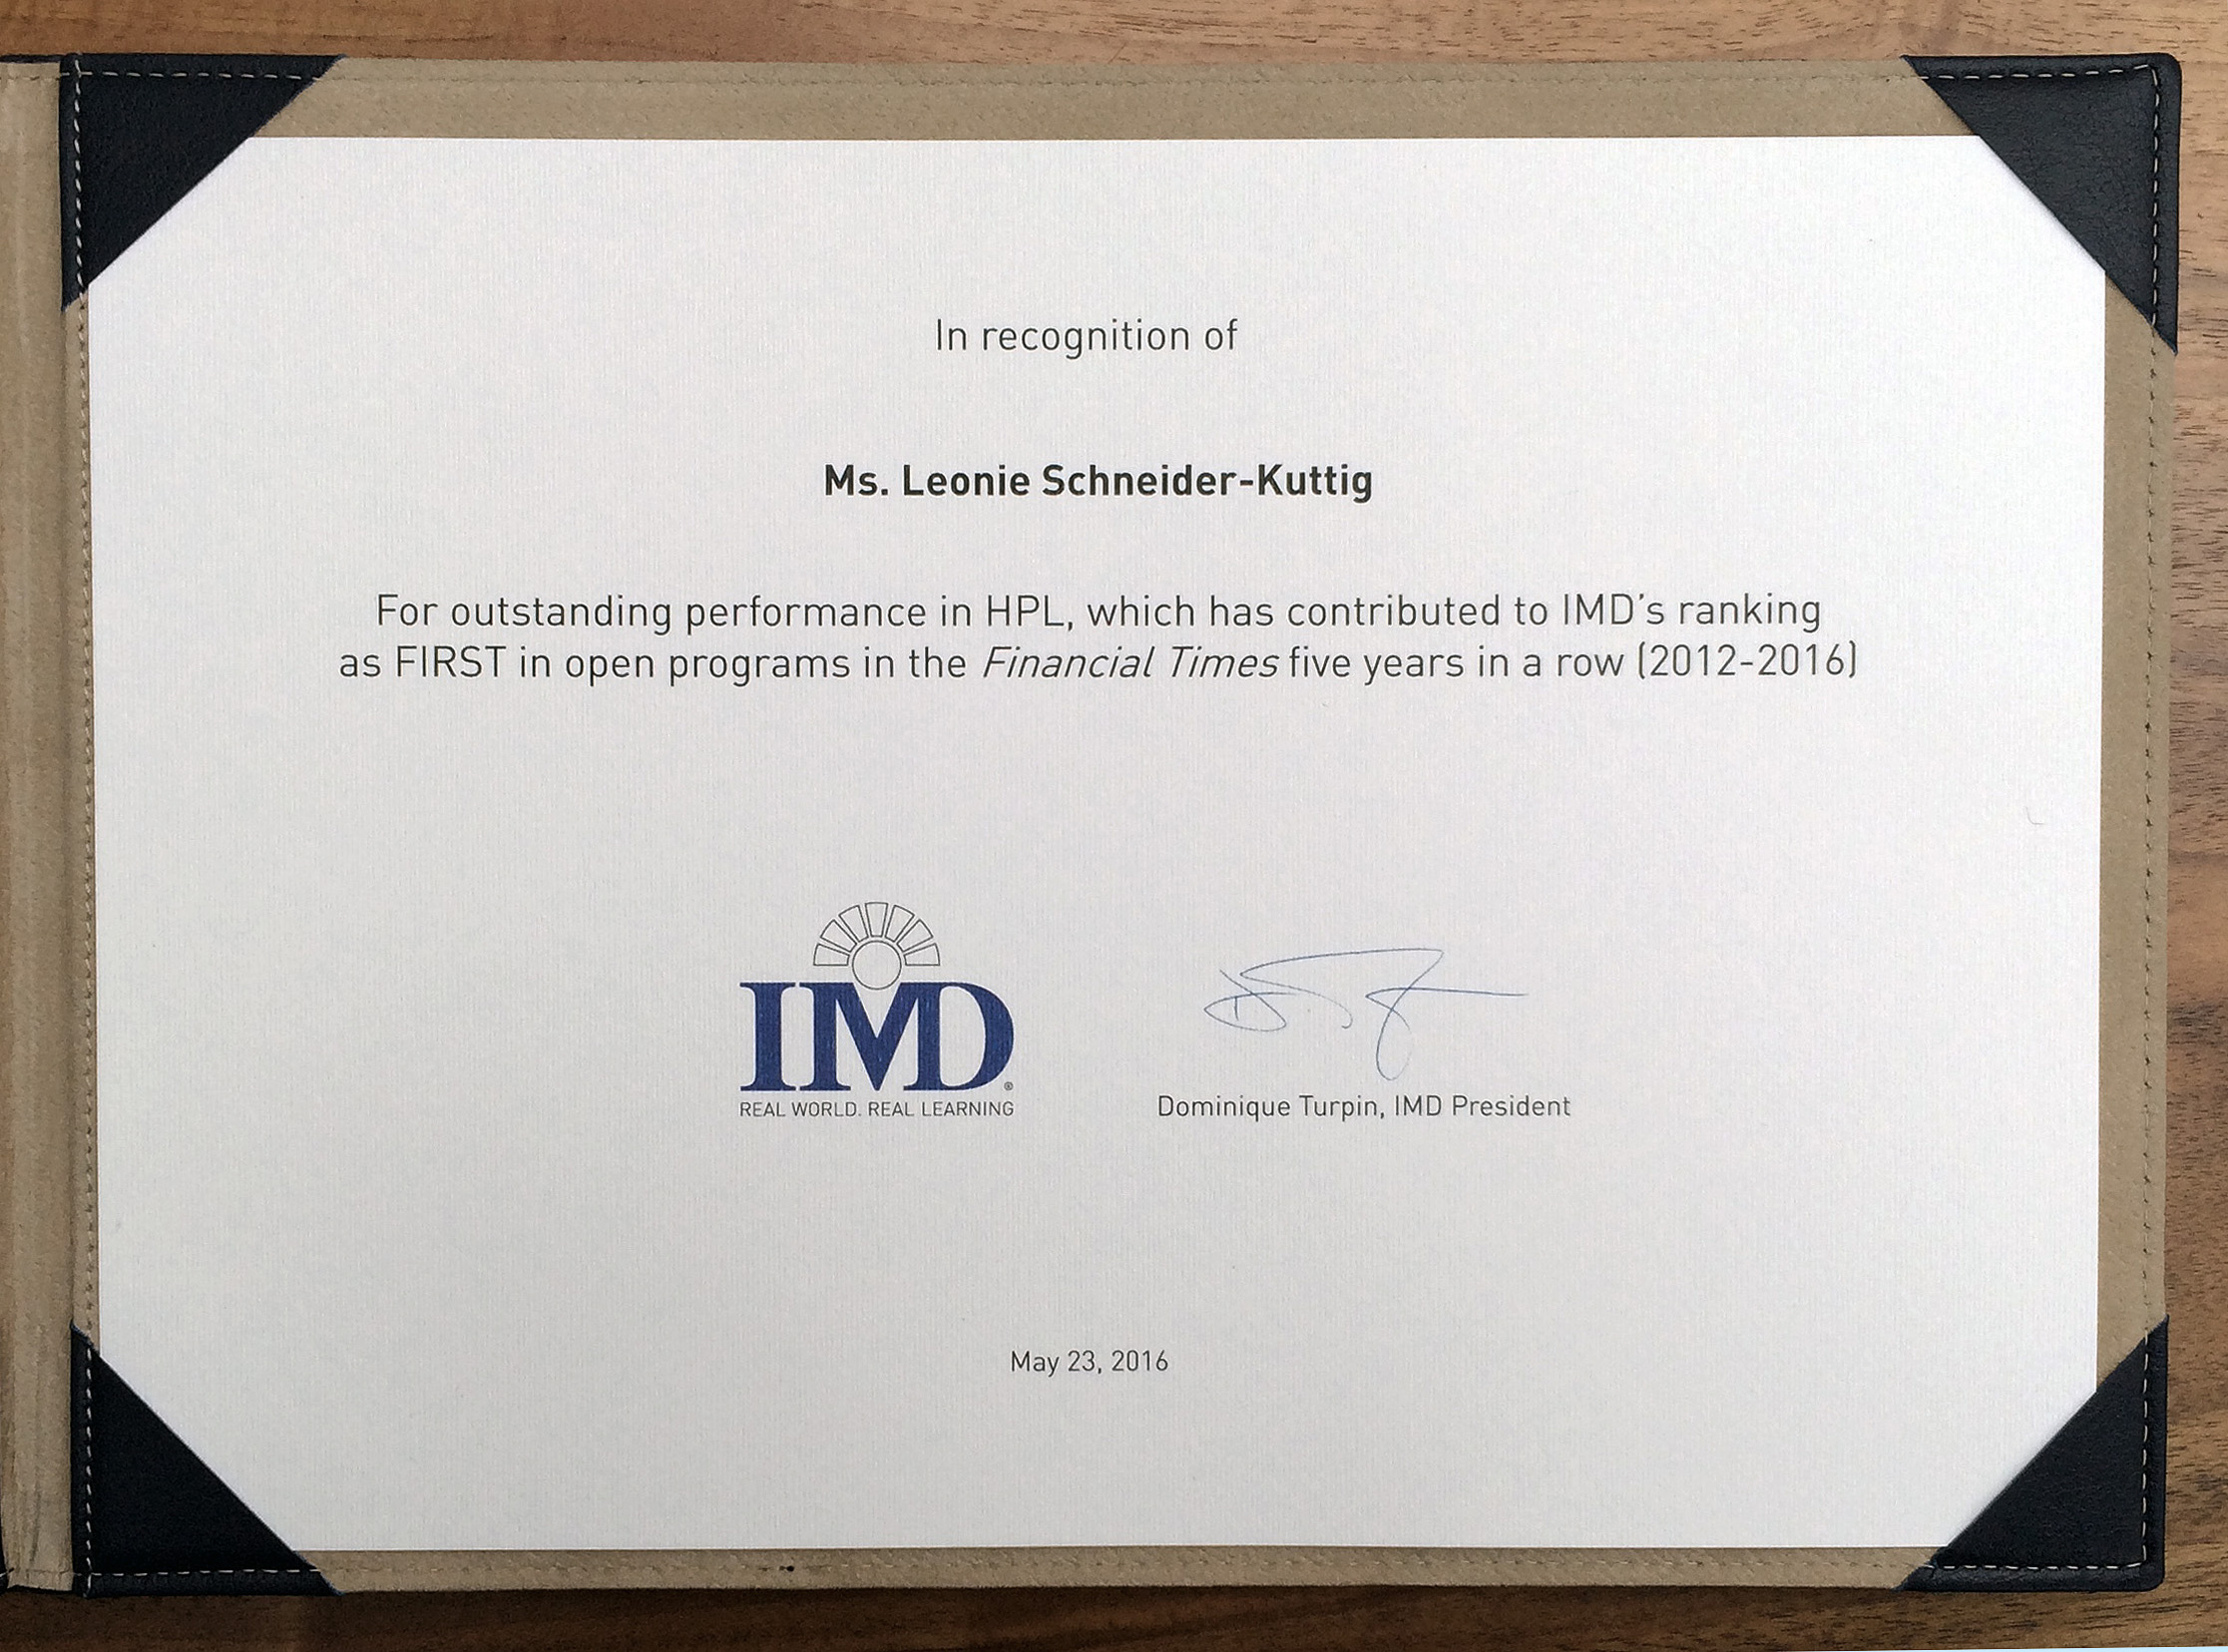 In recognition of
Ms. Leonie Schneider-Kuttig
For outstanding performance in HPL, which has contributed to IMD's ranking
as FIRST in open programs in the Financial Times five years in a row (2012-2016)
IMD®
REAL WORLD. REAL LEARNING
Dominique Turpin, IMD President
May 23, 2016